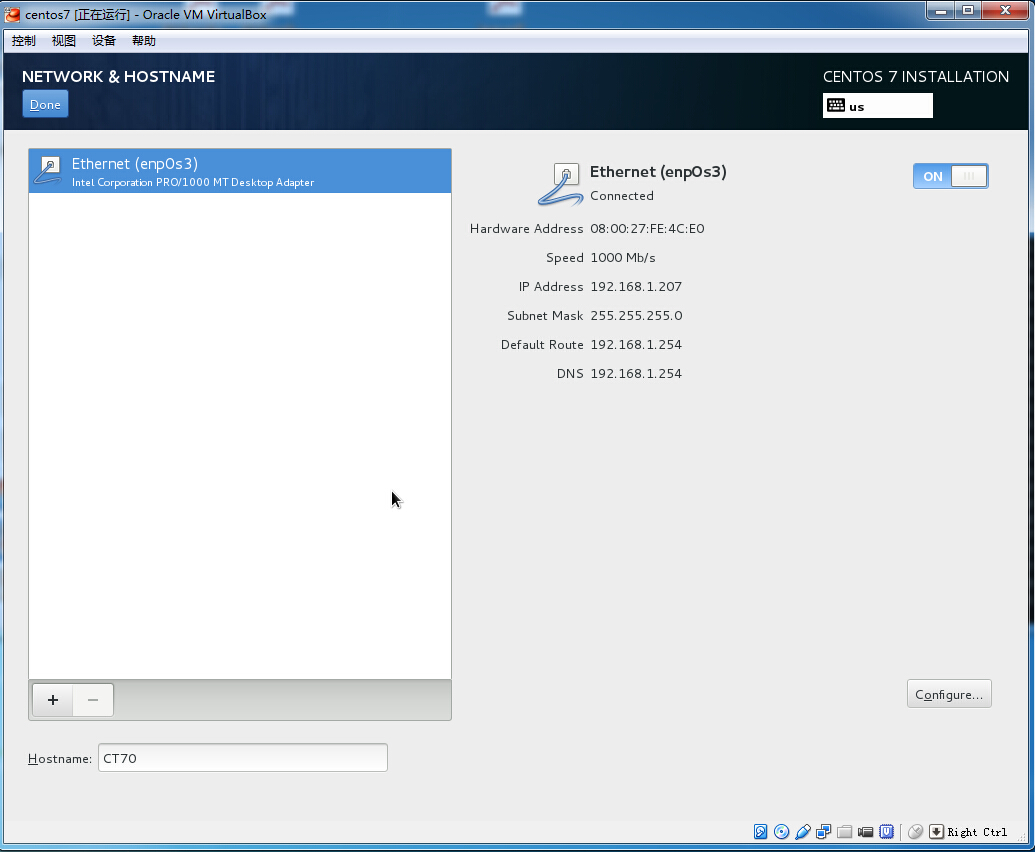 centos7 [正在运行] - Oracle VM VirtualBox
控制 视图 设备 帮助
NETWORK & HOSTNAME
CENTOS 7 INSTALLATION
Done
us
Ethernet (enp0s3)
Intel Corporation PRO/1000 MT Desktop Adapter
Ethernet (enp0s3)
Connected
ON
Hardware Address 08:00:27:FE:4C:E0
Speed 1000 Mb/s
IP Address 192.168.1.207
Subnet Mask 255.255.255.0
Default Route 192.168.1.254
DNS 192.168.1.254
+ −
Configure...
Hostname: CT70
Right Ctrl